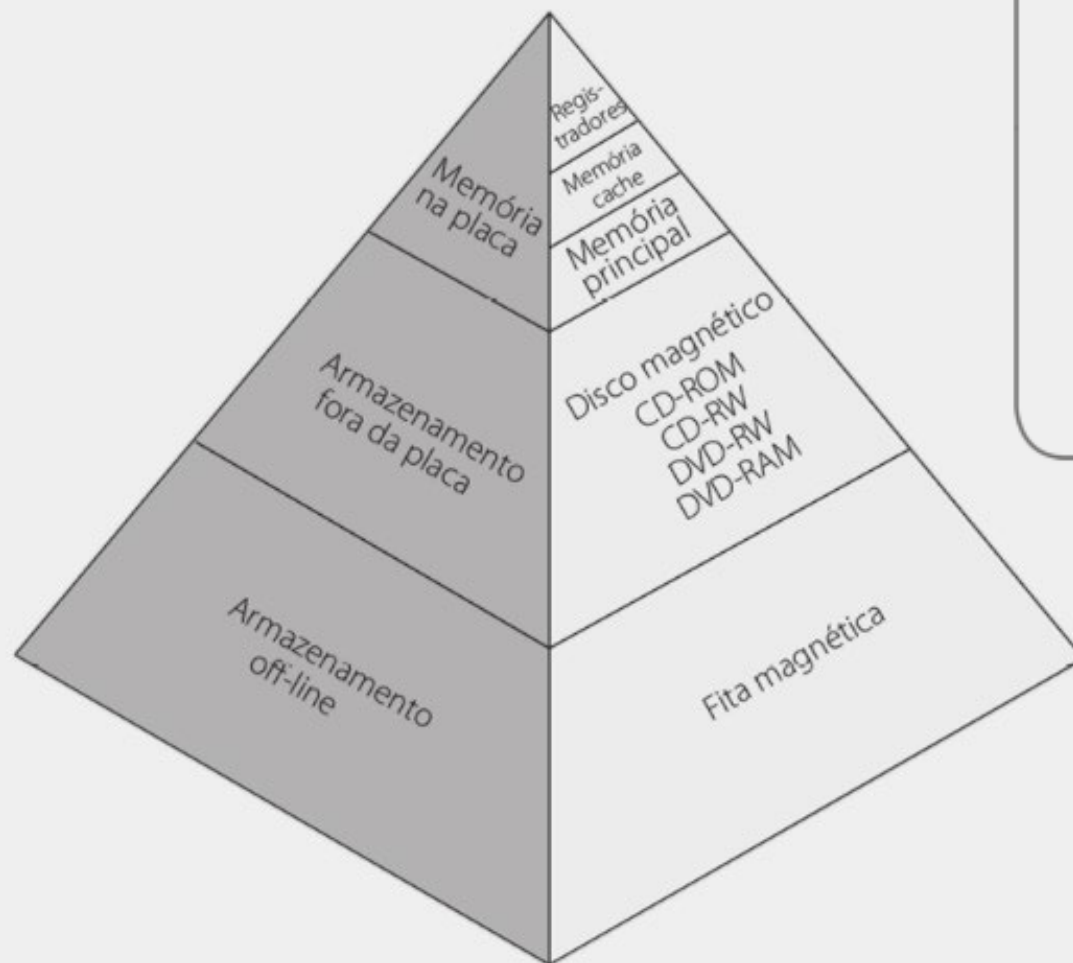 Regis-
tradores
Memória
cache
Memória
principal
Memória
na placa
Disco magnético
CD-ROM
CD-RW
DVD-RW
DVD-RAM
Armazenamento
fora da placa
Fita magnética
Armazenamento
off-line